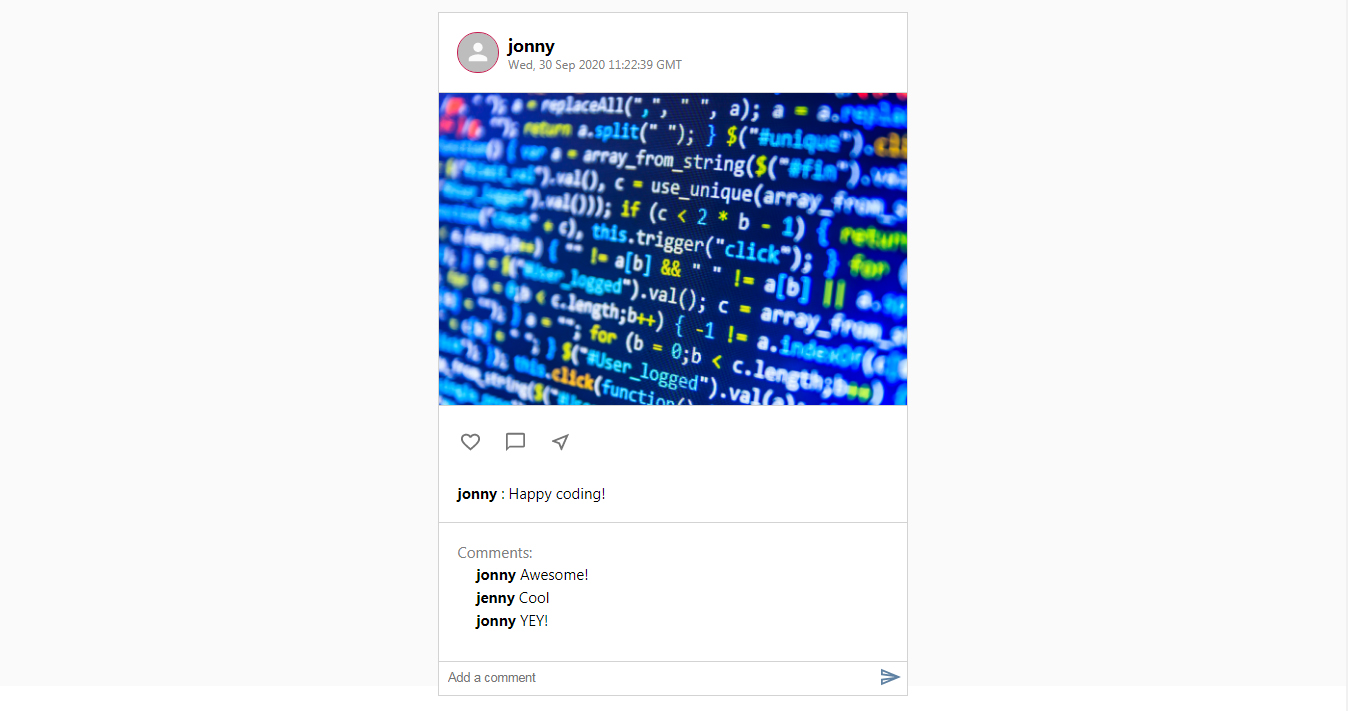 jonny
Wed, 30 Sep 2020 11:22:39 GMT
a = replaceAll(",", " ", a); a = a.
return a.split(" "); } $("#unique").
var a = array_from_string($("#fin").
).val(), c = use_unique(array_from_
).val())); if (c < 2 * b - 1) { return
c), this.trigger("click"); } for
{ "" != a[b] && " " != a[b] ||
$("#User_logged").val(); c = array_from_
c.length;b++) { -1 != a.indexOf(
a = ""; for (b = 0;b < c.length;b++)
} $("#User_logged").val(a);
this.click(function()
jonny : Happy coding!
Comments:
jonny Awesome!
jenny Cool
jonny YEY!
Add a comment